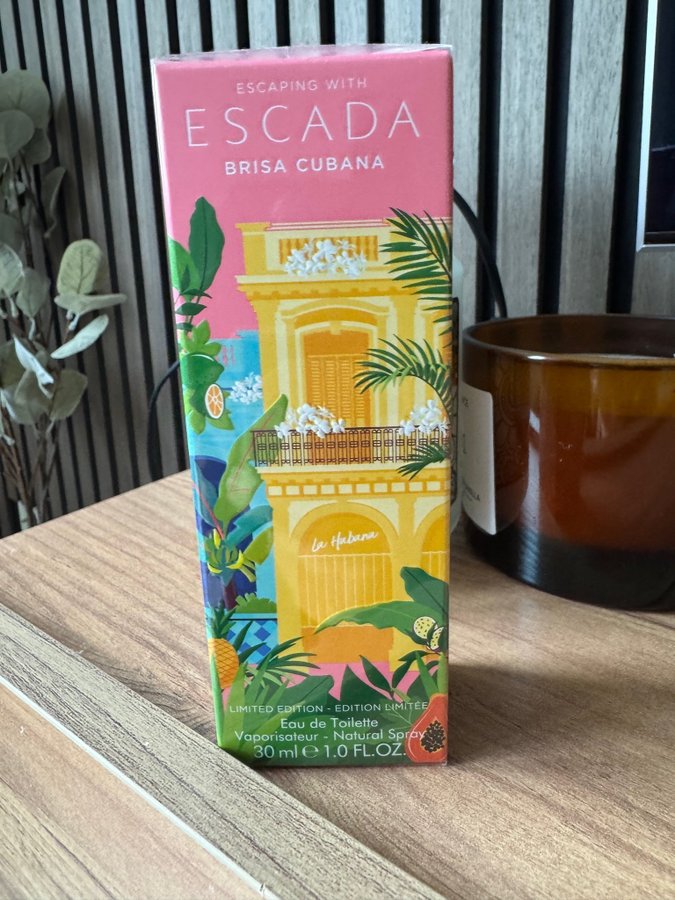 ESCAPING WITH
ESCADA
BRISA CUBANA
La Habana
LIMITED EDITION - EDITION LIMITÉE
Eau de Toilette
Vaporisateur - Natural Spray
30 ml ℮ 1.0 FL.OZ.